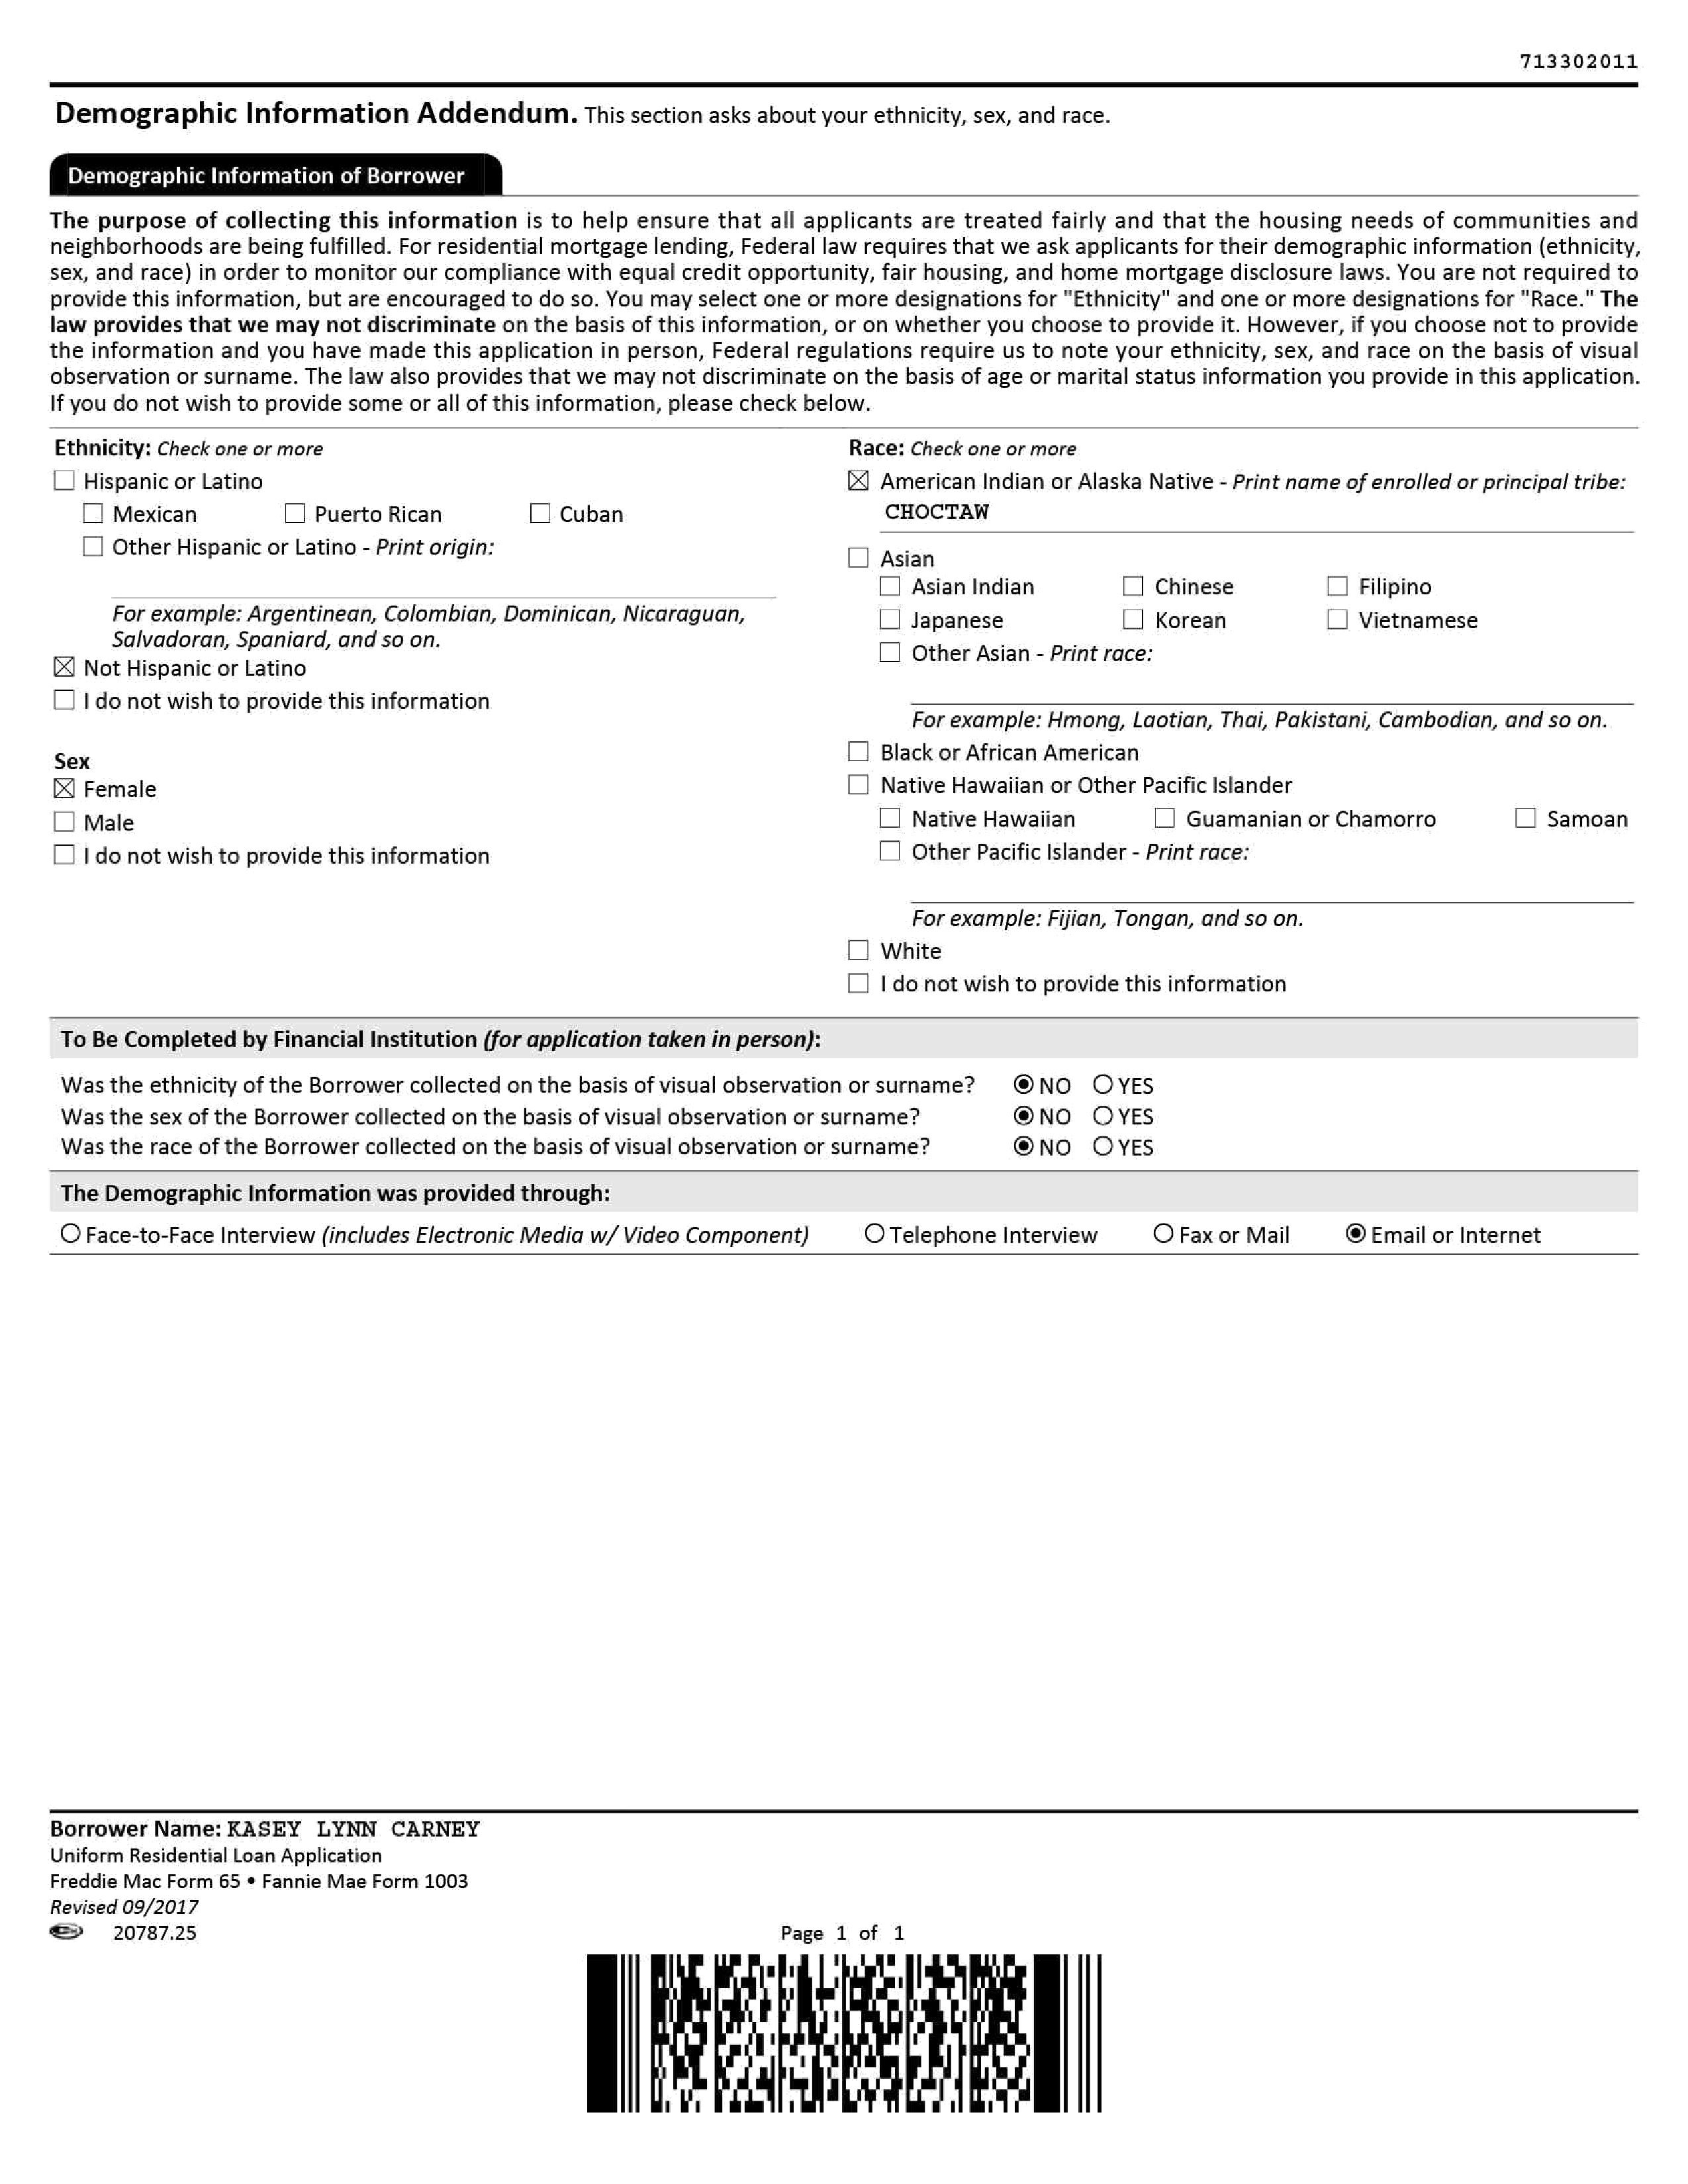 713302011
Demographic Information Addendum. This section asks about your ethnicity, sex, and race.
Demographic Information of Borrower
The purpose of collecting this information is to help ensure that all applicants are treated fairly and that the housing needs of communities and
neighborhoods are being fulfilled. For residential mortgage lending, Federal law requires that we ask applicants for their demographic information (ethnicity,
sex, and race) in order to monitor our compliance with equal credit opportunity, fair housing, and home mortgage disclosure laws. You are not required to
provide this information, but are encouraged to do so. You may select one or more designations for "Ethnicity" and one or more designations for "Race." The
law provides that we may not discriminate on the basis of this information, or on whether you choose to provide it. However, if you choose not to provide
the information and you have made this application in person, Federal regulations require us to note your ethnicity, sex, and race on the basis of visual
observation or surname. The law also provides that we may not discriminate on the basis of age or marital status information you provide in this application.
If you do not wish to provide some or all of this information, please check below.
Ethnicity: Check one or more
Hispanic or Latino
Mexican Puerto Rican Cuban
Other Hispanic or Latino - Print origin:
For example: Argentinean, Colombian, Dominican, Nicaraguan,
Salvadoran, Spaniard, and so on.
Not Hispanic or Latino
I do not wish to provide this information
Sex
Female
Male
I do not wish to provide this information
Race: Check one or more
American Indian or Alaska Native - Print name of enrolled or principal tribe:
CHOCTAW
Asian
Asian Indian Chinese Filipino
Japanese Korean Vietnamese
Other Asian - Print race:
For example: Hmong, Laotian, Thai, Pakistani, Cambodian, and so on.
Black or African American
Native Hawaiian or Other Pacific Islander
Native Hawaiian Guamanian or Chamorro Samoan
Other Pacific Islander - Print race:
For example: Fijian, Tongan, and so on.
White
I do not wish to provide this information
To Be Completed by Financial Institution (for application taken in person):
Was the ethnicity of the Borrower collected on the basis of visual observation or surname? NO YES
Was the sex of the Borrower collected on the basis of visual observation or surname? NO YES
Was the race of the Borrower collected on the basis of visual observation or surname? NO YES
The Demographic Information was provided through:
Face-to-Face Interview (includes Electronic Media w/ Video Component) Telephone Interview Fax or Mail Email or Internet
Borrower Name: KASEY LYNN CARNEY
Uniform Residential Loan Application
Freddie Mac Form 65 • Fannie Mae Form 1003
Revised 09/2017
20787.25 Page 1 of 1